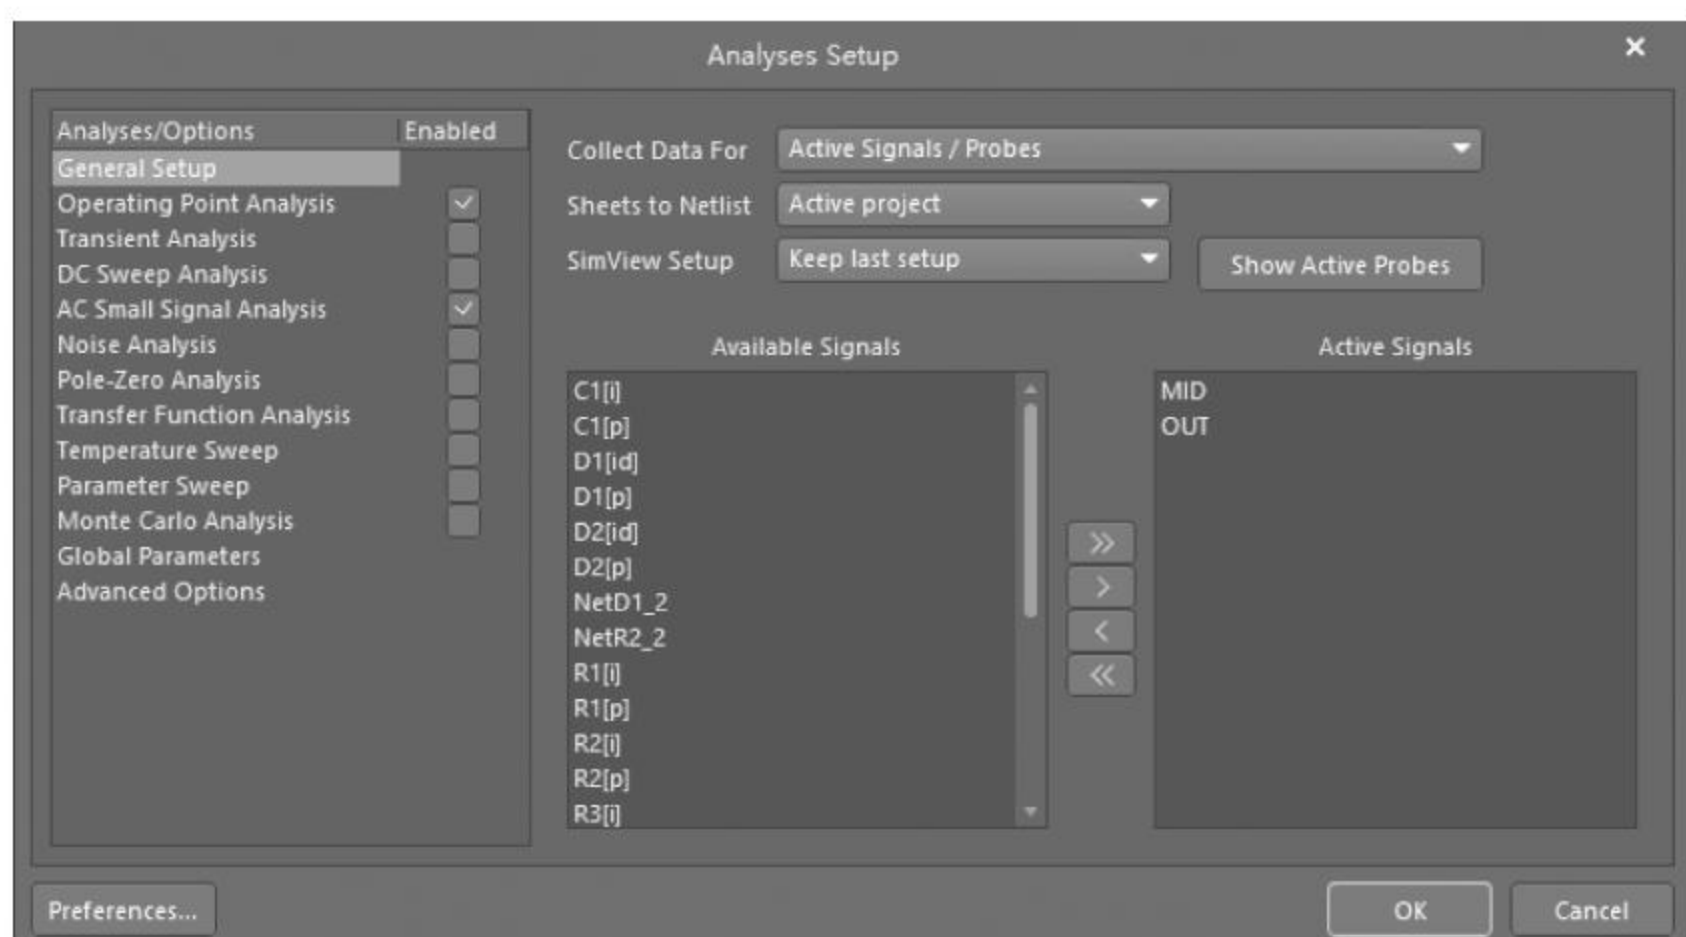 Analyses Setup
Analyses/Options Enabled
General Setup
Operating Point Analysis
Transient Analysis
DC Sweep Analysis
AC Small Signal Analysis
Noise Analysis
Pole-Zero Analysis
Transfer Function Analysis
Temperature Sweep
Parameter Sweep
Monte Carlo Analysis
Global Parameters
Advanced Options
Collect Data For Active Signals / Probes
Sheets to Netlist Active project
SimView Setup Keep last setup Show Active Probes
Available Signals
C1[i]
C1[p]
D1[id]
D1[p]
D2[id]
D2[p]
NetD1_2
NetR2_2
R1[i]
R1[p]
R2[i]
R2[p]
R3[i]
>>
>
<
<<
Active Signals
MID
OUT
Preferences... OK Cancel